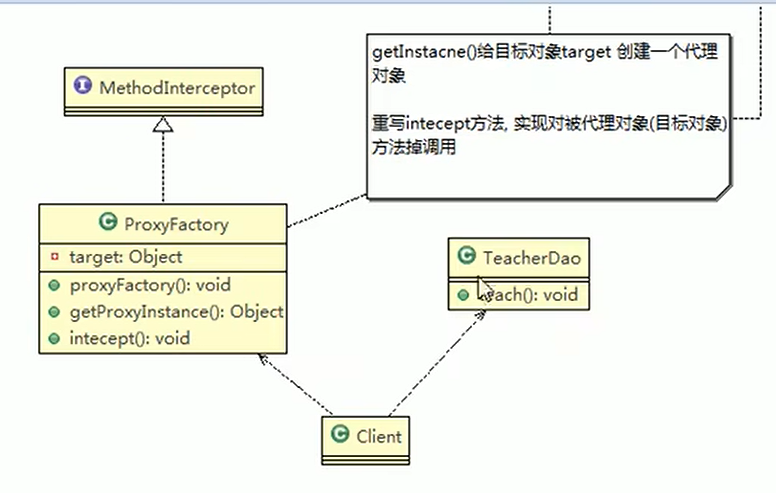 getInstacne()给目标对象target 创建一个代理
对象
重写intecept方法, 实现对被代理对象(目标对象)
方法掉调用
MethodInterceptor
ProxyFactory
target: Object
proxyFactory(): void
getProxyInstance(): Object
intecept(): void
TeacherDao
ach(): void
Client